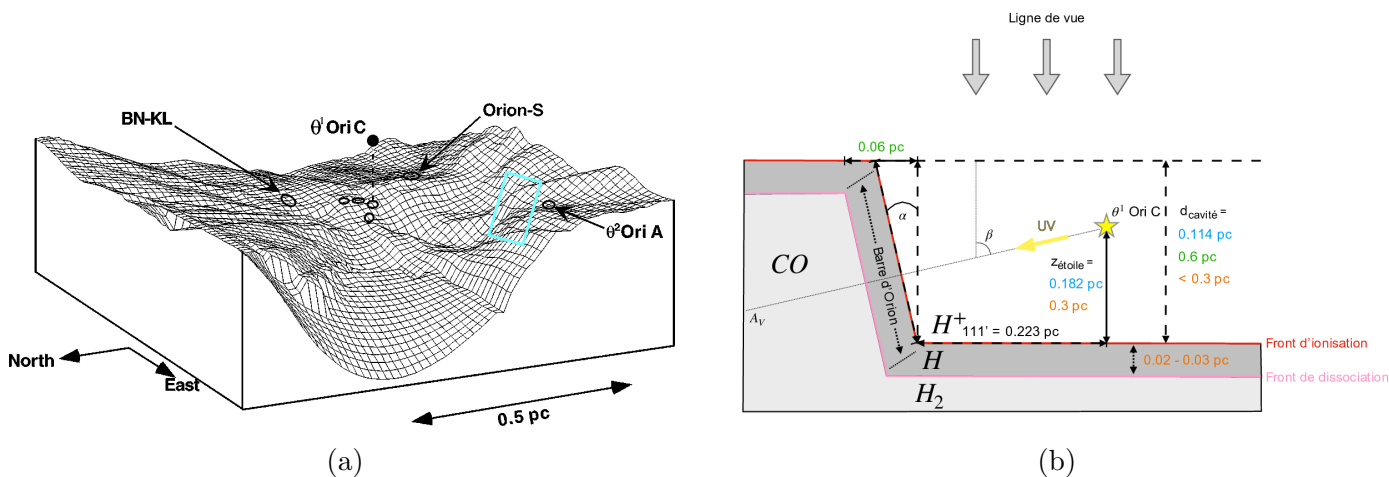 BN-KL
θ¹ Ori C
Orion-S
θ² Ori A
North
East
0.5 pc
(a)
Ligne de vue
0.06 pc
α
θ¹ Ori C
UV
β
d_cavité =
0.114 pc
0.6 pc
< 0.3 pc
CO
Barre d'Orion
z_étoile =
0.182 pc
0.3 pc
A_V
H⁺
111' = 0.223 pc
Front d'ionisation
H
0.02 - 0.03 pc
Front de dissociation
H₂
(b)